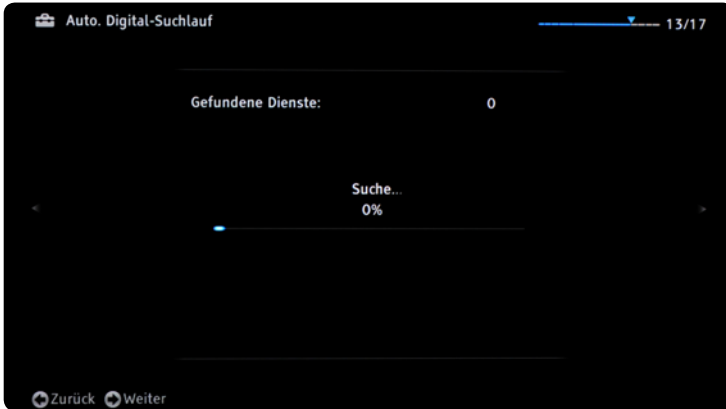 Auto. Digital-Suchlauf
13/17
Gefundene Dienste: 0
Suche...
0%
Zurück Weiter